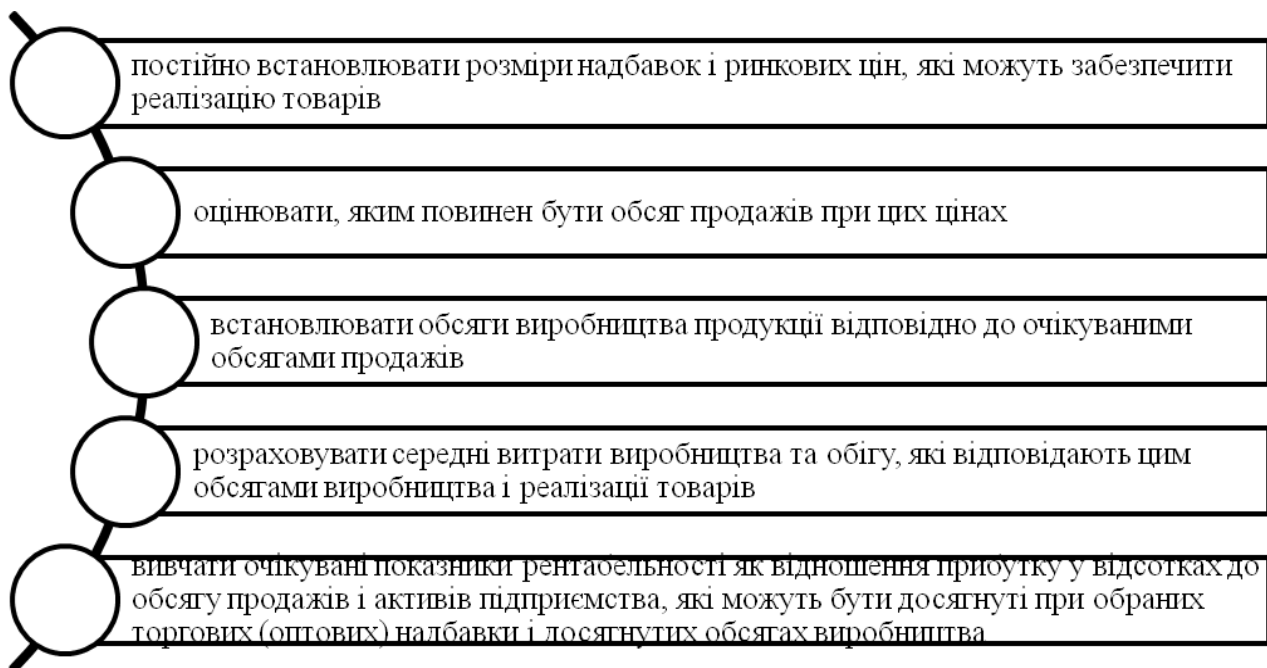 постійно встановлювати розміри надбавок і ринкових цін, які можуть забезпечити
реалізацію товарів
оцінювати, яким повинен бути обсяг продажів при цих цінах
встановлювати обсяги виробництва продукції відповідно до очікуваними
обсягами продажів
розраховувати середні витрати виробництва та обігу, які відповідають цим
обсягами виробництва і реалізації товарів
вивчати очікувані показники рентабельності як відношення прибутку у відсотках до
обсягу продажів і активів підприємства, які можуть бути досягнуті при обраних
торгових (оптових) надбавки і досягнутих обсягах виробництва